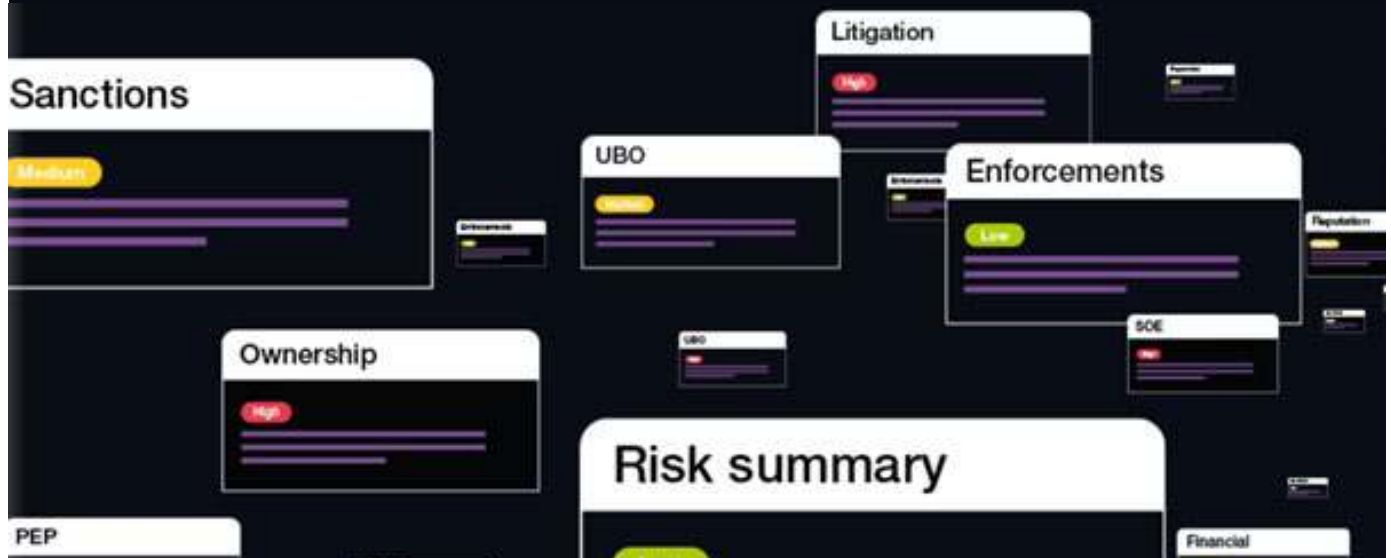 Litigation
High
Sanctions
Medium
UBO
Medium
Enforcements
Low
Reputation
Ownership
High
UBO
SOE
High
Risk summary
PEP
Financial